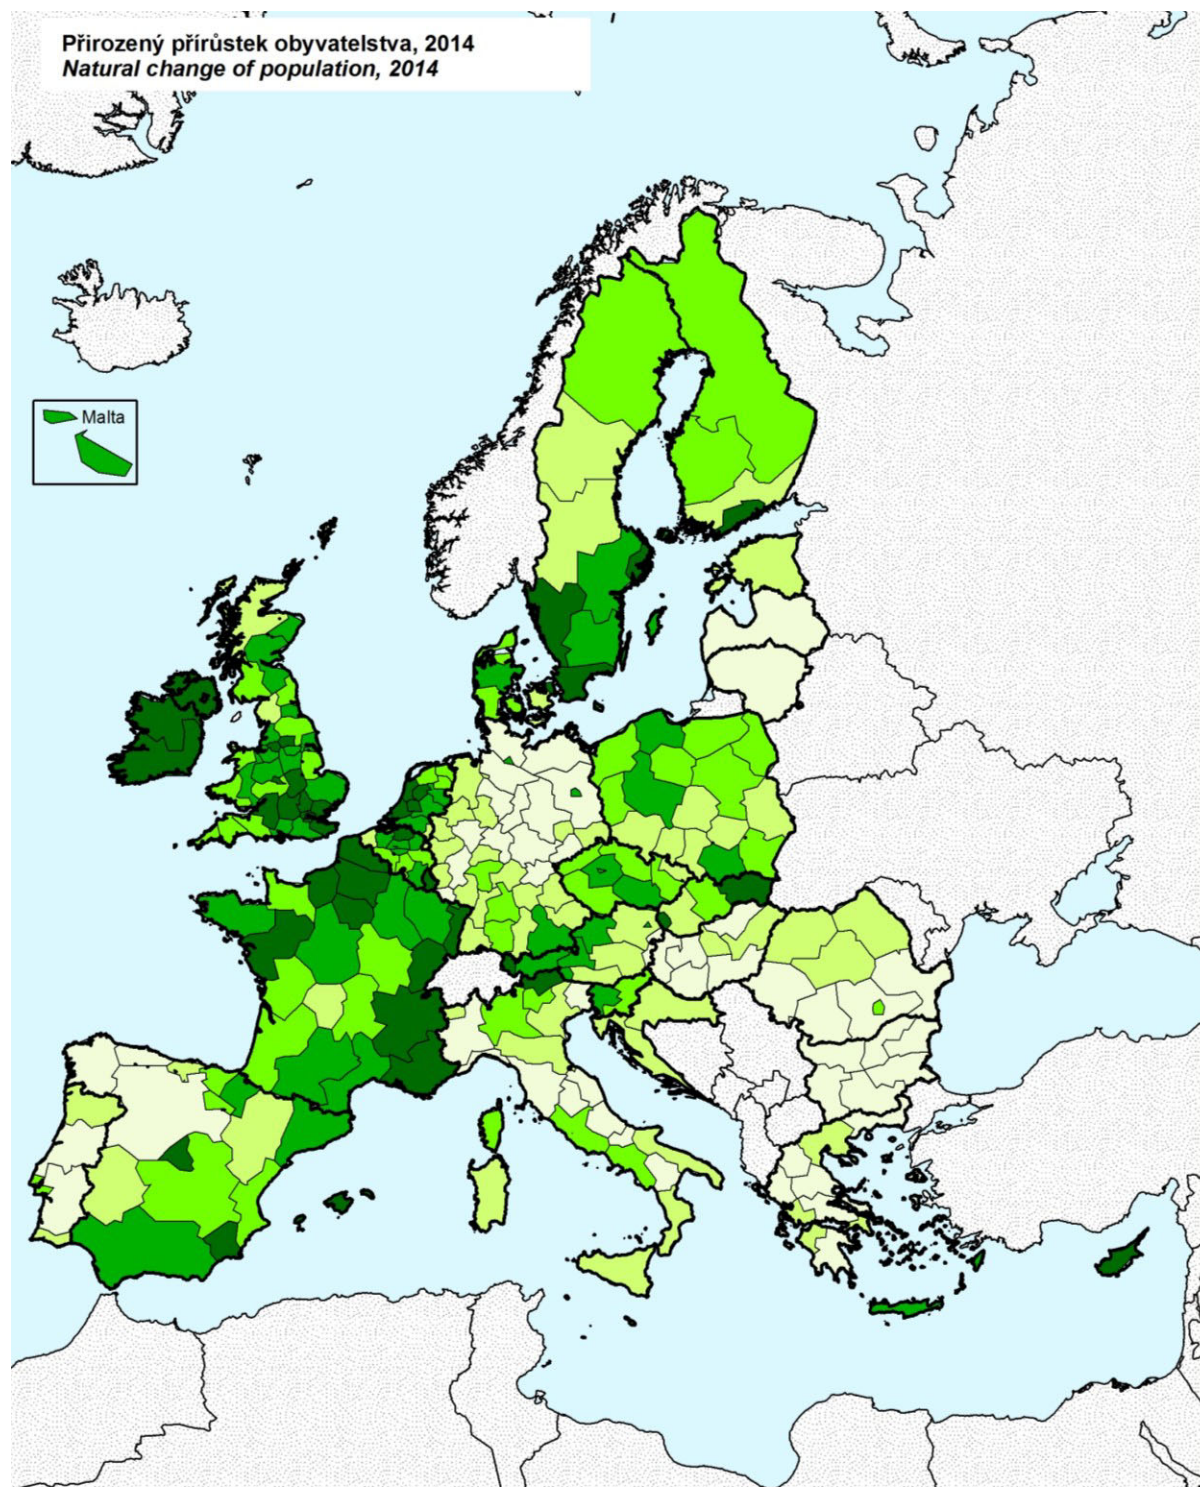 Přirozený přírůstek obyvatelstva, 2014
Natural change of population, 2014
Malta